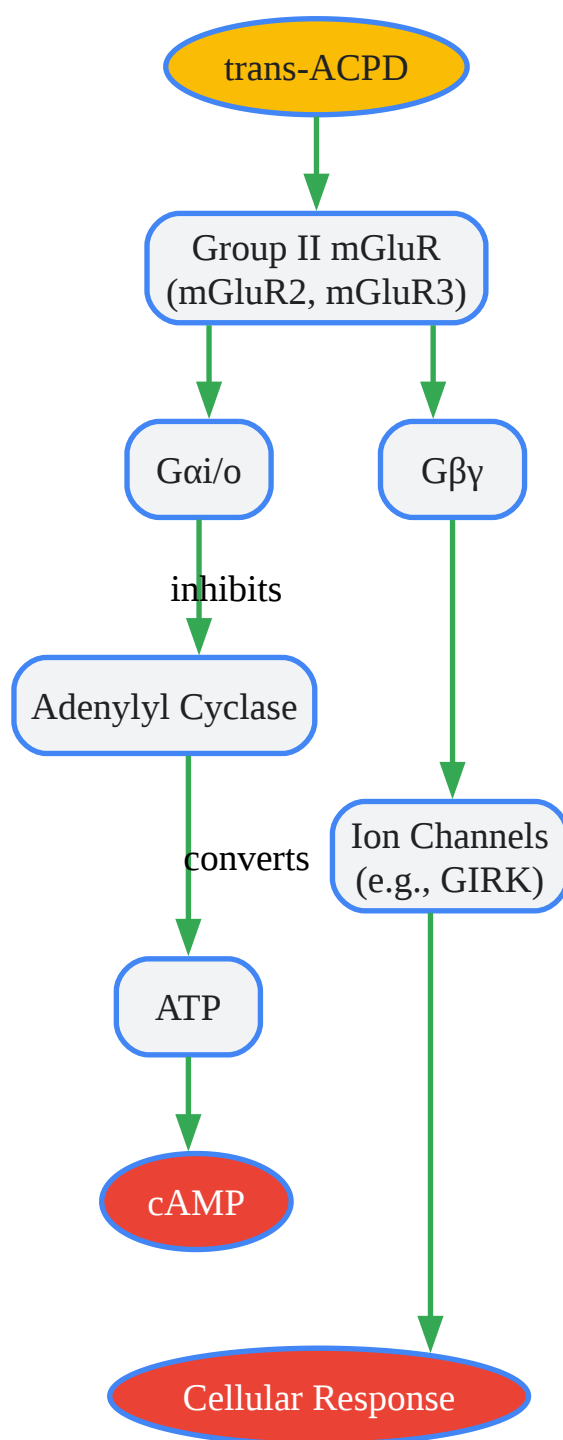 trans-ACPD
Group II mGluR
(mGluR2, mGluR3)
Gαi/o
Gβγ
inhibits
Adenylyl Cyclase
converts
Ion Channels
(e.g., GIRK)
ATP
cAMP
Cellular Response